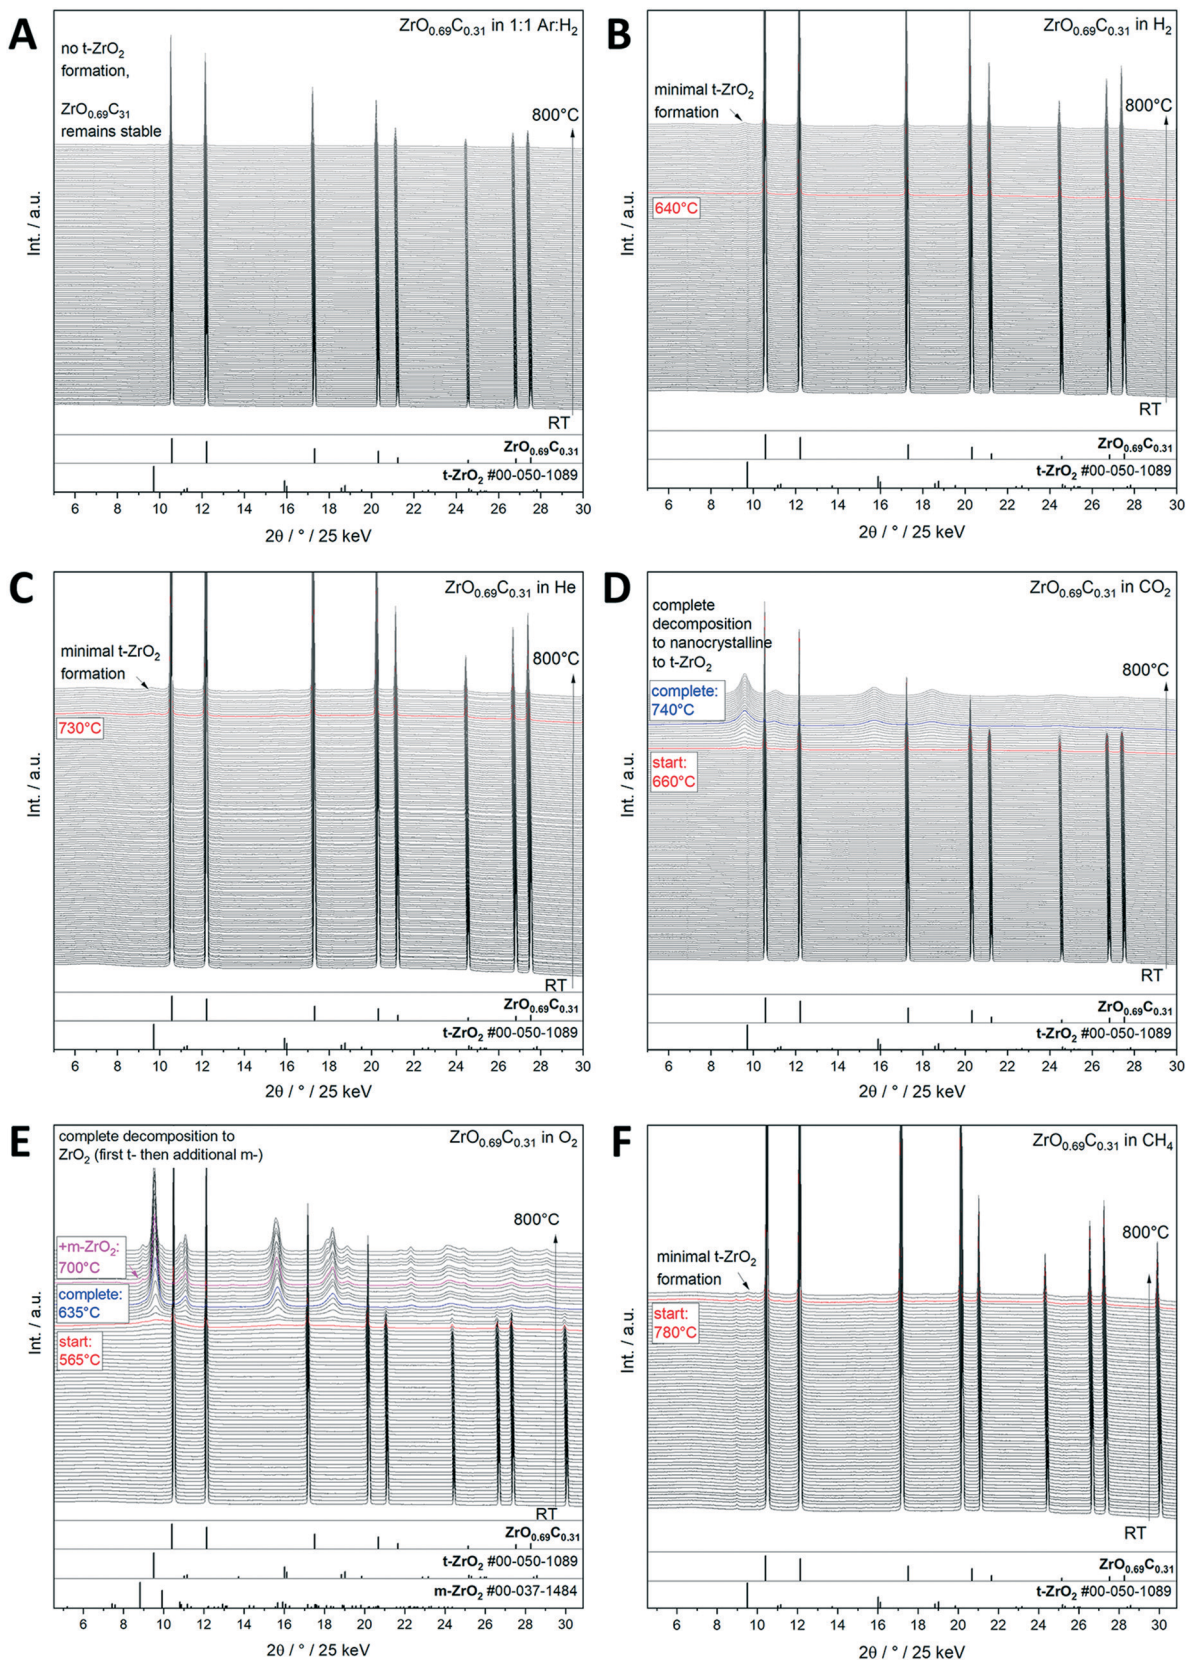 A
ZrO0.69C0.31 in 1:1 Ar:H2
no t-ZrO2
formation,
ZrO0.69C31
remains stable
800°C
Int. / a.u.
RT
ZrO0.69C0.31
t-ZrO2 #00-050-1089
6 8 10 12 14 16 18 20 22 24 26 28 30
2θ / ° / 25 keV
B
ZrO0.69C0.31 in H2
minimal t-ZrO2
formation
800°C
640°C
Int. / a.u.
RT
ZrO0.69C0.31
t-ZrO2 #00-050-1089
6 8 10 12 14 16 18 20 22 24 26 28 30
2θ / ° / 25 keV
C
ZrO0.69C0.31 in He
minimal t-ZrO2
formation
800°C
730°C
Int. / a.u.
RT
ZrO0.69C0.31
t-ZrO2 #00-050-1089
6 8 10 12 14 16 18 20 22 24 26 28 30
2θ / ° / 25 keV
D
ZrO0.69C0.31 in CO2
complete
decomposition
to nanocrystalline
to t-ZrO2
800°C
complete:
740°C
start:
660°C
Int. / a.u.
RT
ZrO0.69C0.31
t-ZrO2 #00-050-1089
6 8 10 12 14 16 18 20 22 24 26 28 30
2θ / ° / 25 keV
E
complete decomposition to
ZrO2 (first t- then additional m-)
ZrO0.69C0.31 in O2
800°C
+m-ZrO2:
700°C
complete:
635°C
start:
565°C
Int. / a.u.
RT
ZrO0.69C0.31
t-ZrO2 #00-050-1089
m-ZrO2 #00-037-1484
6 8 10 12 14 16 18 20 22 24 26 28 30
2θ / ° / 25 keV
F
ZrO0.69C0.31 in CH4
800°C
minimal t-ZrO2
formation
start:
780°C
Int. / a.u.
RT
ZrO0.69C0.31
t-ZrO2 #00-050-1089
6 8 10 12 14 16 18 20 22 24 26 28 30
2θ / ° / 25 keV